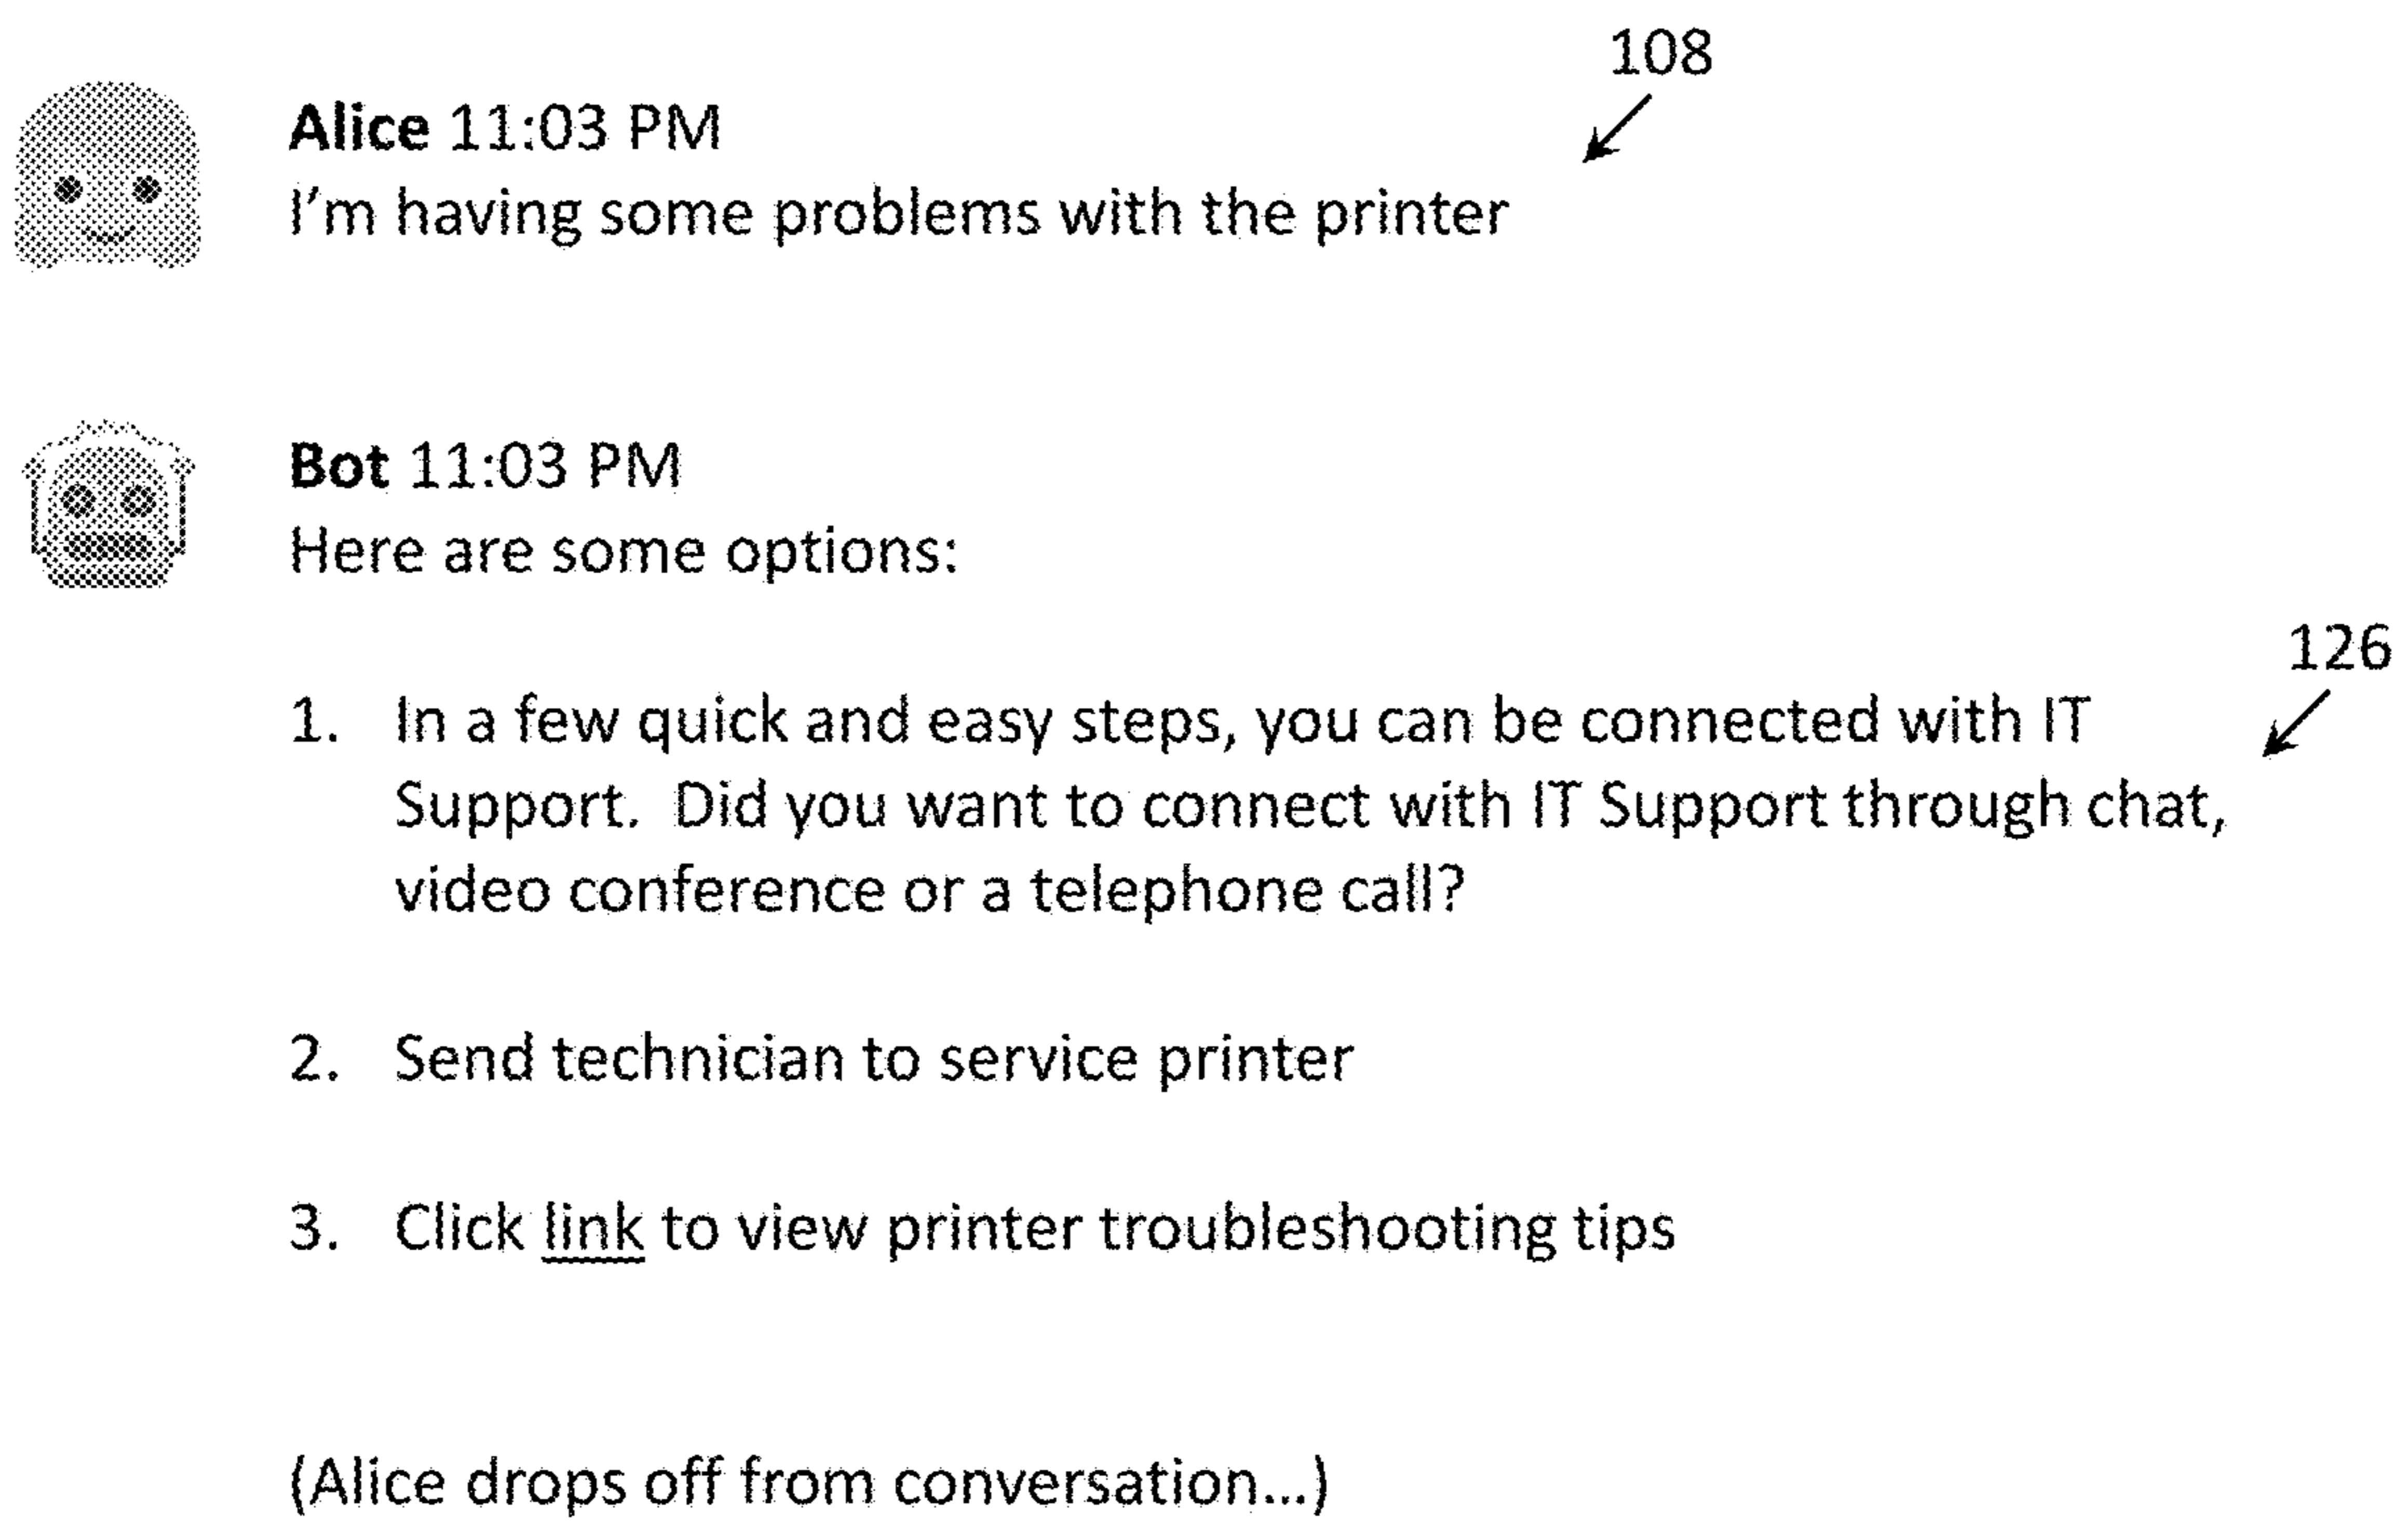 108
Alice 11:03 PM
I'm having some problems with the printer
Bot 11:03 PM
Here are some options:
126
1. In a few quick and easy steps, you can be connected with IT
Support.  Did you want to connect with IT Support through chat,
video conference or a telephone call?
2. Send technician to service printer
3. Click link to view printer troubleshooting tips
(Alice drops off from conversation...)